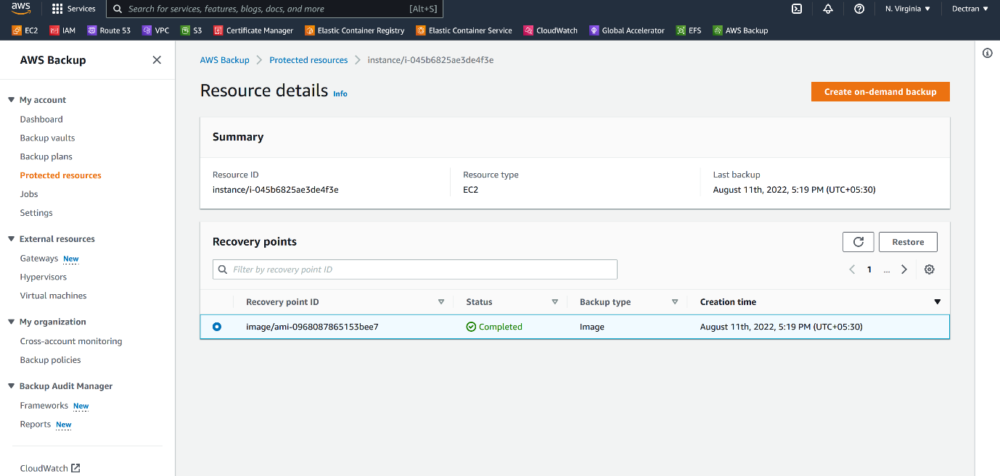 aws Services Search for services, features, blogs, docs, and more [Alt+S] N. Virginia Dectran
EC2 IAM Route 53 VPC S3 Certificate Manager Elastic Container Registry Elastic Container Service CloudWatch Global Accelerator EFS AWS Backup
AWS Backup
My account
Dashboard
Backup vaults
Backup plans
Protected resources
Jobs
Settings
External resources
Gateways New
Hypervisors
Virtual machines
My organization
Cross-account monitoring
Backup policies
Backup Audit Manager
Frameworks New
Reports New
CloudWatch
AWS Backup Protected resources instance/i-045b6825ae3de4f3e
Resource details Info
Create on-demand backup
Summary
Resource ID Resource type Last backup
instance/i-045b6825ae3de4f3e EC2 August 11th, 2022, 5:19 PM (UTC+05:30)
Recovery points
Restore
Filter by recovery point ID
1 ...
Recovery point ID Status Backup type Creation time
image/ami-0968087865153bee7 Completed Image August 11th, 2022, 5:19 PM (UTC+05:30)